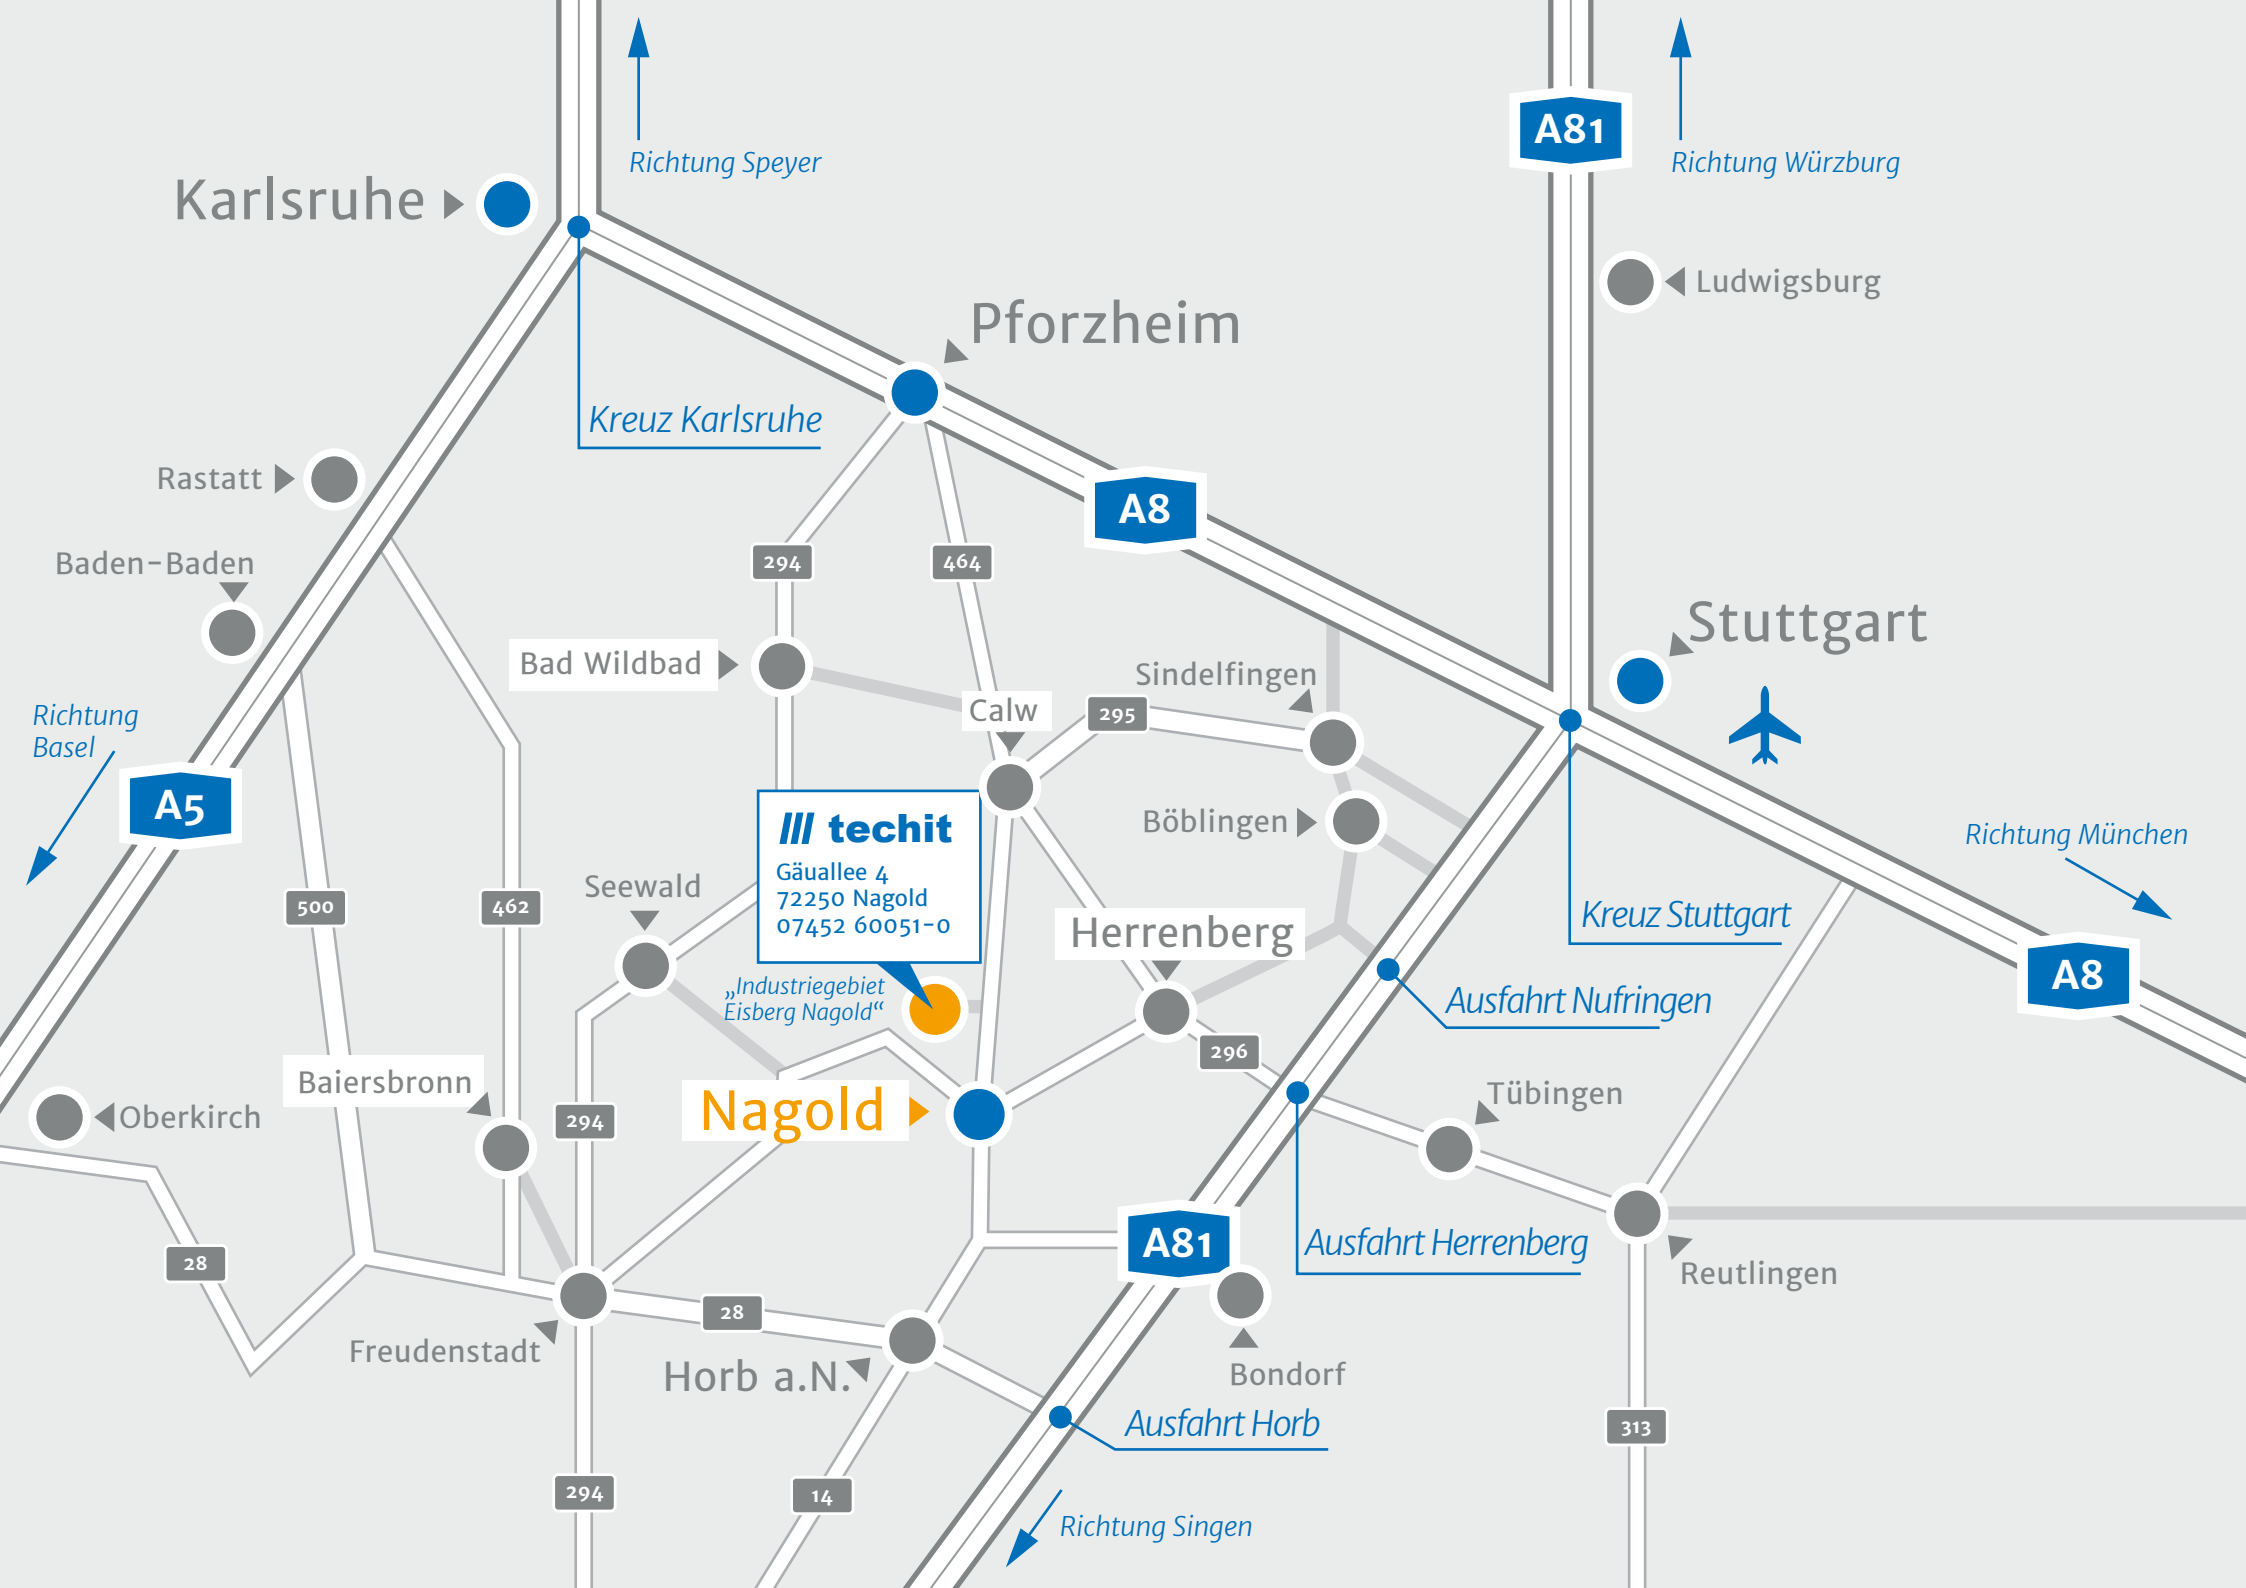 A81
Richtung Speyer
Richtung Würzburg
Karlsruhe
Ludwigsburg
Pforzheim
Kreuz Karlsruhe
Rastatt
A8
Baden-Baden
294
464
Stuttgart
Bad Wildbad
Sindelfingen
Calw
295
Richtung
Basel
A5
techit
Gäuallee 4
72250 Nagold
07452 60051-0
Böblingen
Richtung München
Seewald
500
462
Herrenberg
Kreuz Stuttgart
A8
„Industriegebiet
Eisberg Nagold“
Ausfahrt Nufringen
296
Baiersbronn
Oberkirch
294
Nagold
Tübingen
28
A81
Ausfahrt Herrenberg
Reutlingen
28
Freudenstadt
Horb a.N.
Bondorf
Ausfahrt Horb
313
294
14
Richtung Singen